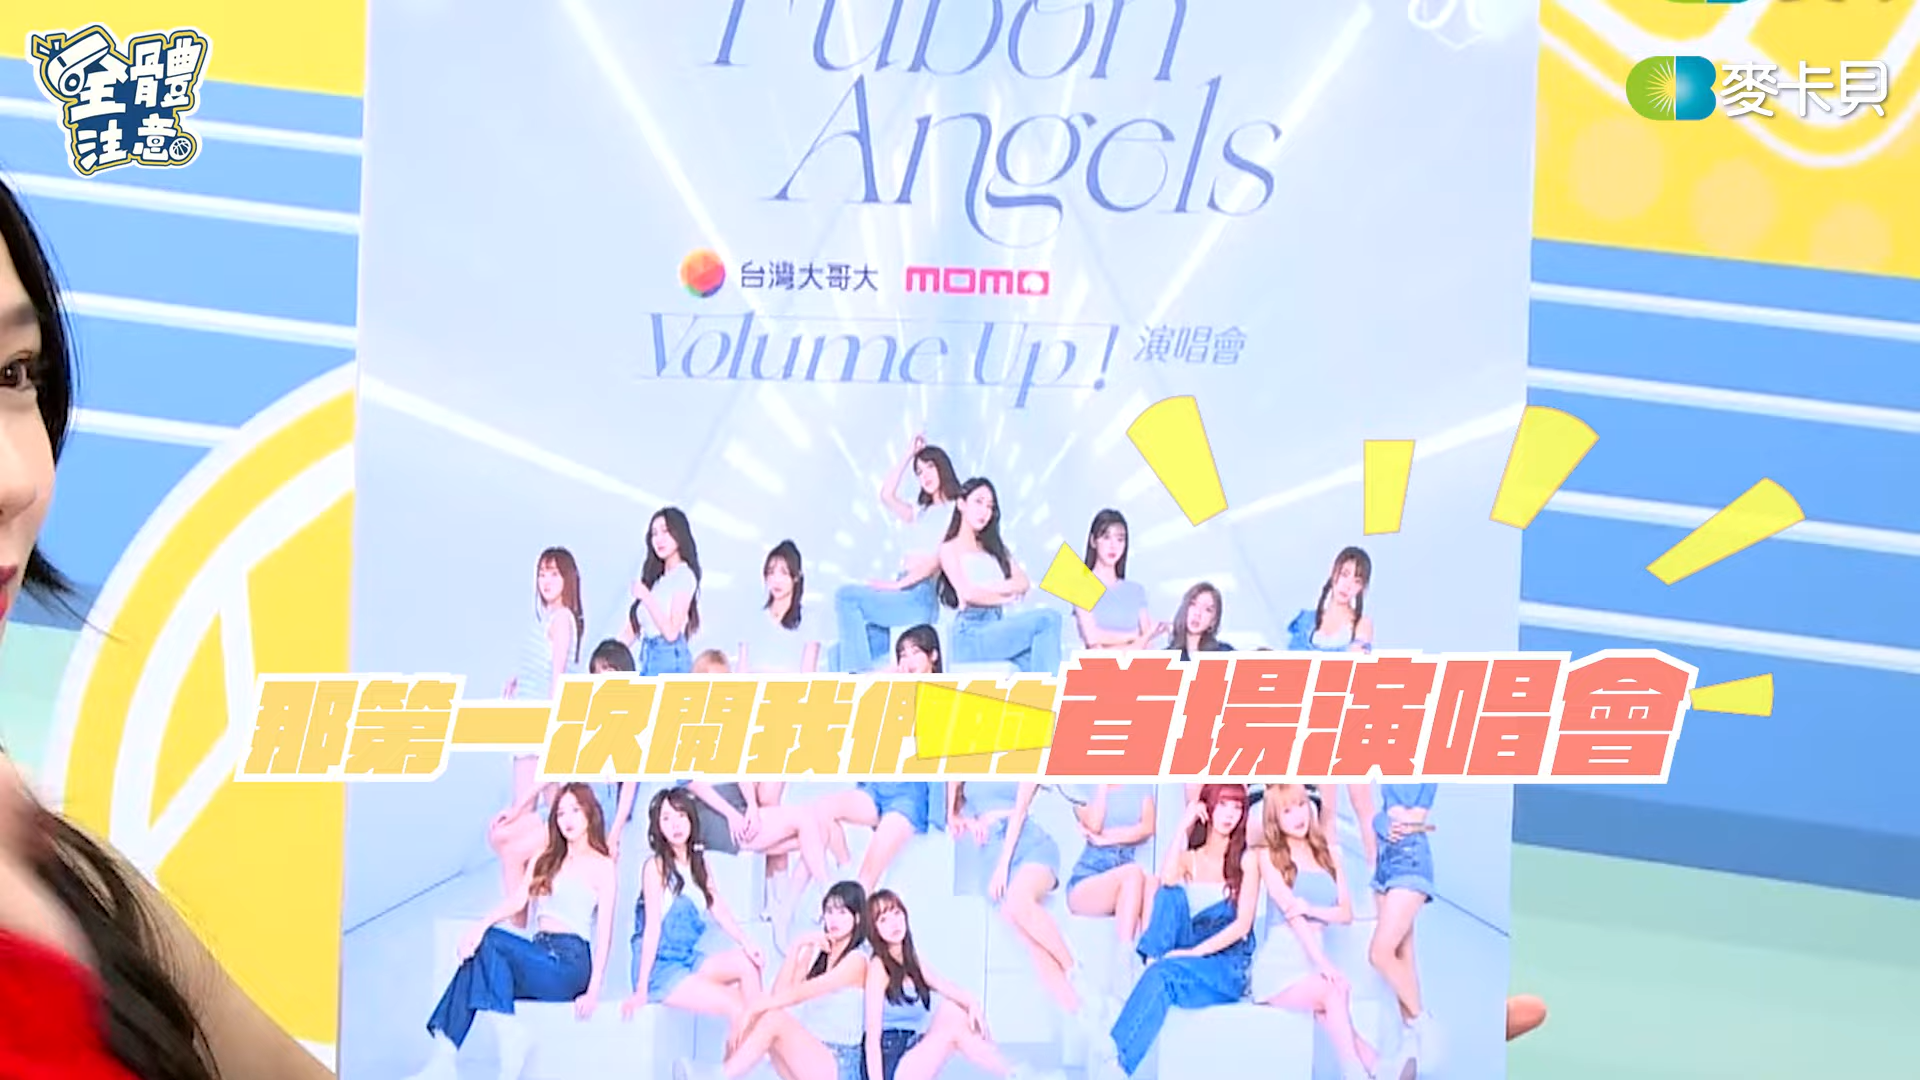 全體
注意
麥卡貝
Fubon
Angels
台灣大哥大 momo
Volume Up! 演唱會
那第一次開我們的首場演唱會